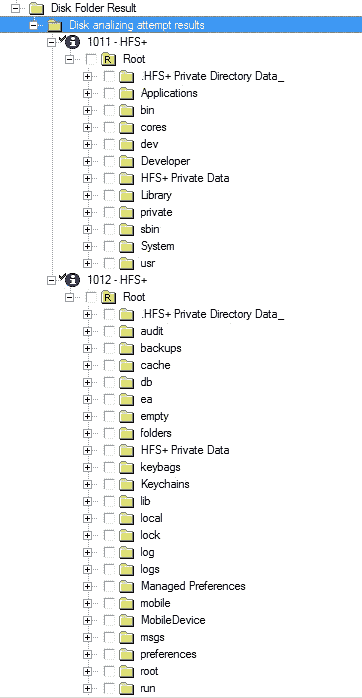 Disk Folder Result
Disk analizing attempt results
1011 - HFS+
R Root
.HFS+ Private Directory Data_
Applications
bin
cores
dev
Developer
HFS+ Private Data
Library
private
sbin
System
usr
1012 - HFS+
R Root
.HFS+ Private Directory Data_
audit
backups
cache
db
ea
empty
folders
HFS+ Private Data
keybags
Keychains
lib
local
lock
log
logs
Managed Preferences
mobile
MobileDevice
msgs
preferences
root
run